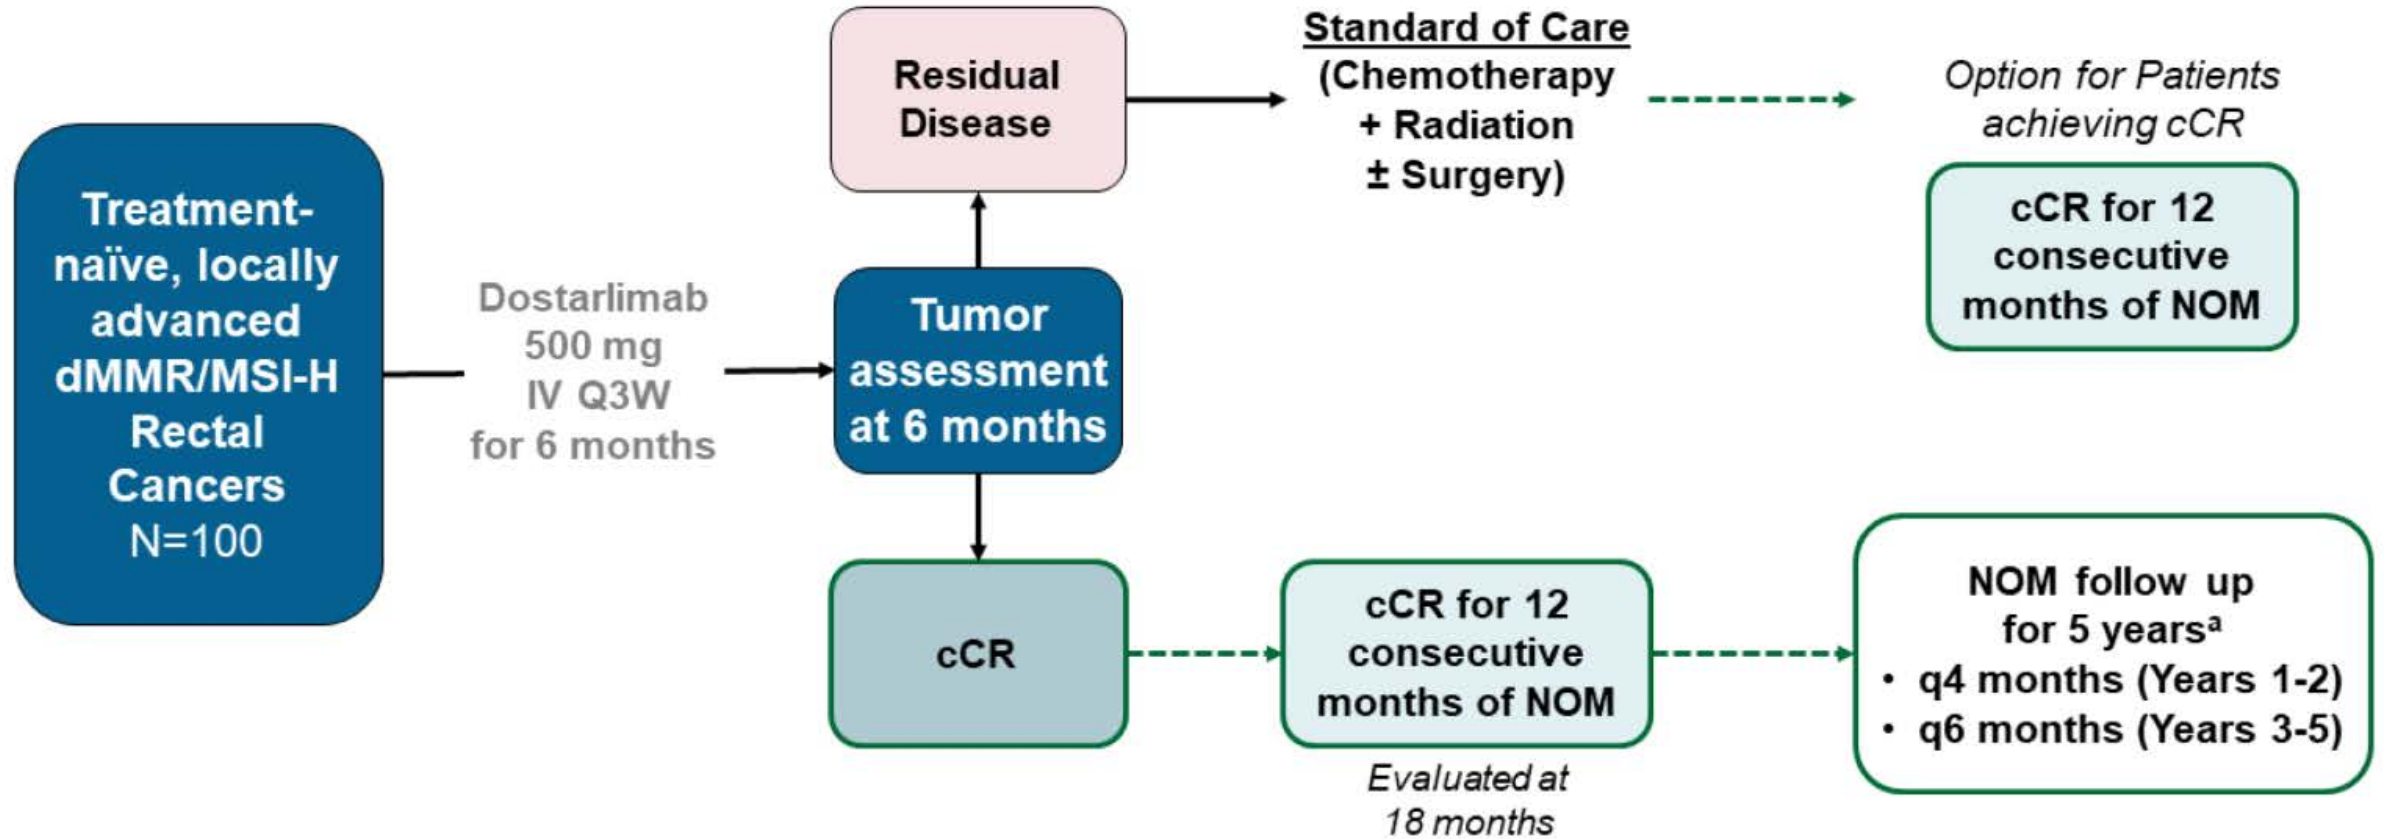 Treatment-
naïve, locally
advanced
dMMR/MSI-H
Rectal
Cancers
N=100
Dostarlimab
500 mg
IV Q3W
for 6 months
Tumor
assessment
at 6 months
Residual
Disease
Standard of Care
(Chemotherapy
+ Radiation
± Surgery)
Option for Patients
achieving cCR
cCR for 12
consecutive
months of NOM
cCR
cCR for 12
consecutive
months of NOM
Evaluated at
18 months
NOM follow up
for 5 yearsᵃ
• q4 months (Years 1-2)
• q6 months (Years 3-5)